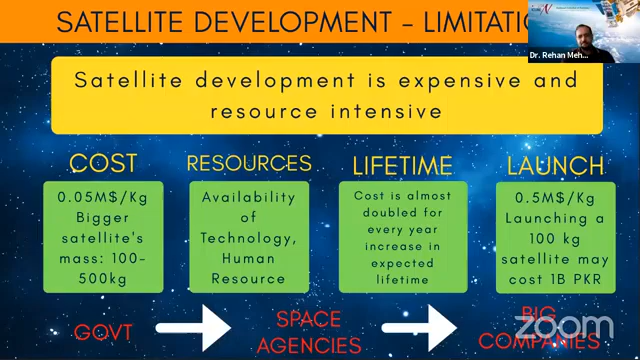 SATELLITE DEVELOPMENT - LIMITATIO
Dr. Rehan Meh...
Satellite development is expensive and
resource intensive
COST
0.05M$/Kg
Bigger
satellite's
mass: 100-
500kg
RESOURCES
Availability
of
Technology,
Human
Resource
LIFETIME
Cost is almost
doubled for
every year
increase in
expected
lifetime
LAUNCH
0.5M$/Kg
Launching a
100 kg
satellite may
cost 1B PKR
GOVT
SPACE
AGENCIES
BIG
COMPANIES
zoom